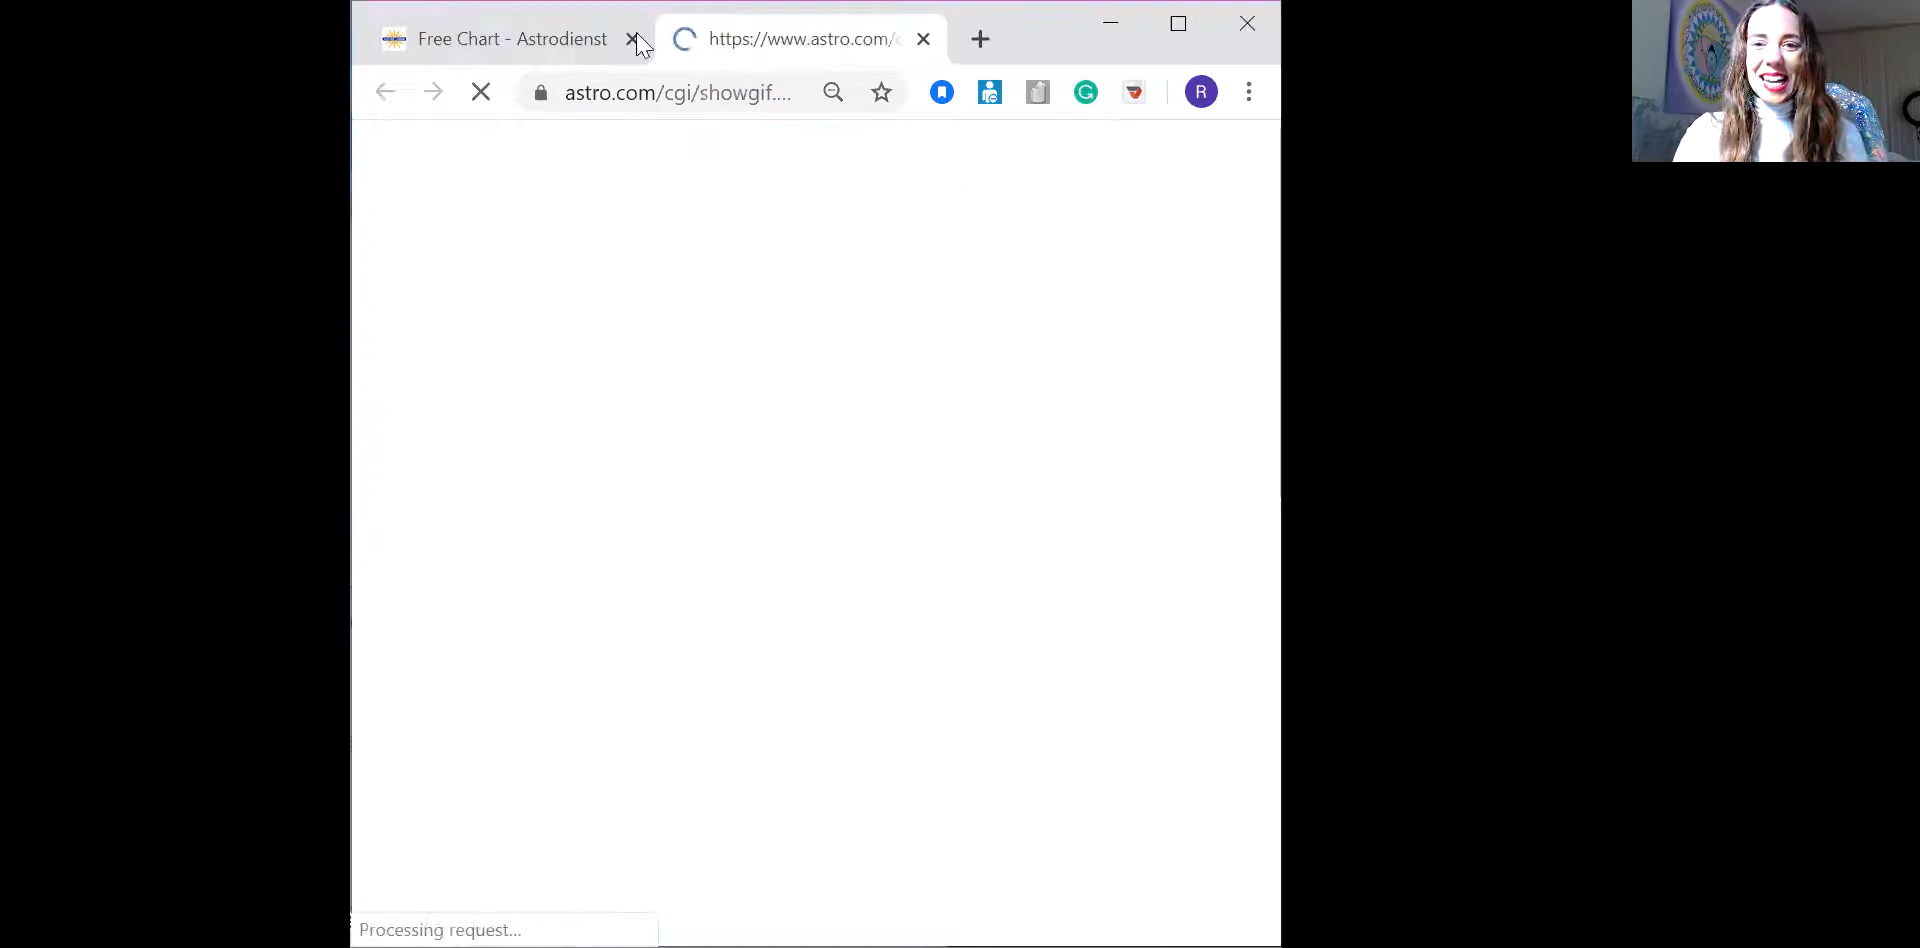 Free Chart - Astrodienst
https://www.astro.com/
astro.com/cgi/showgif....
G
R
Processing request...